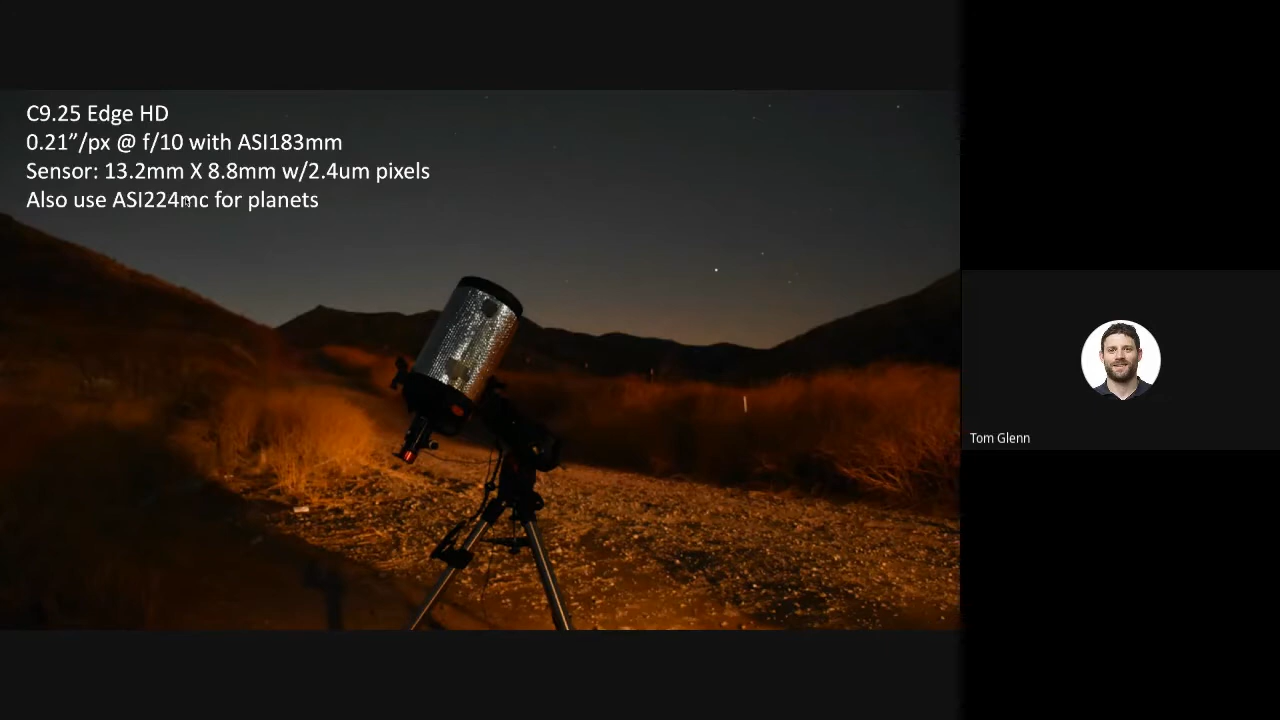 C9.25 Edge HD
0.21”/px @ f/10 with ASI183mm
Sensor: 13.2mm X 8.8mm w/2.4um pixels
Also use ASI224mc for planets
Tom Glenn